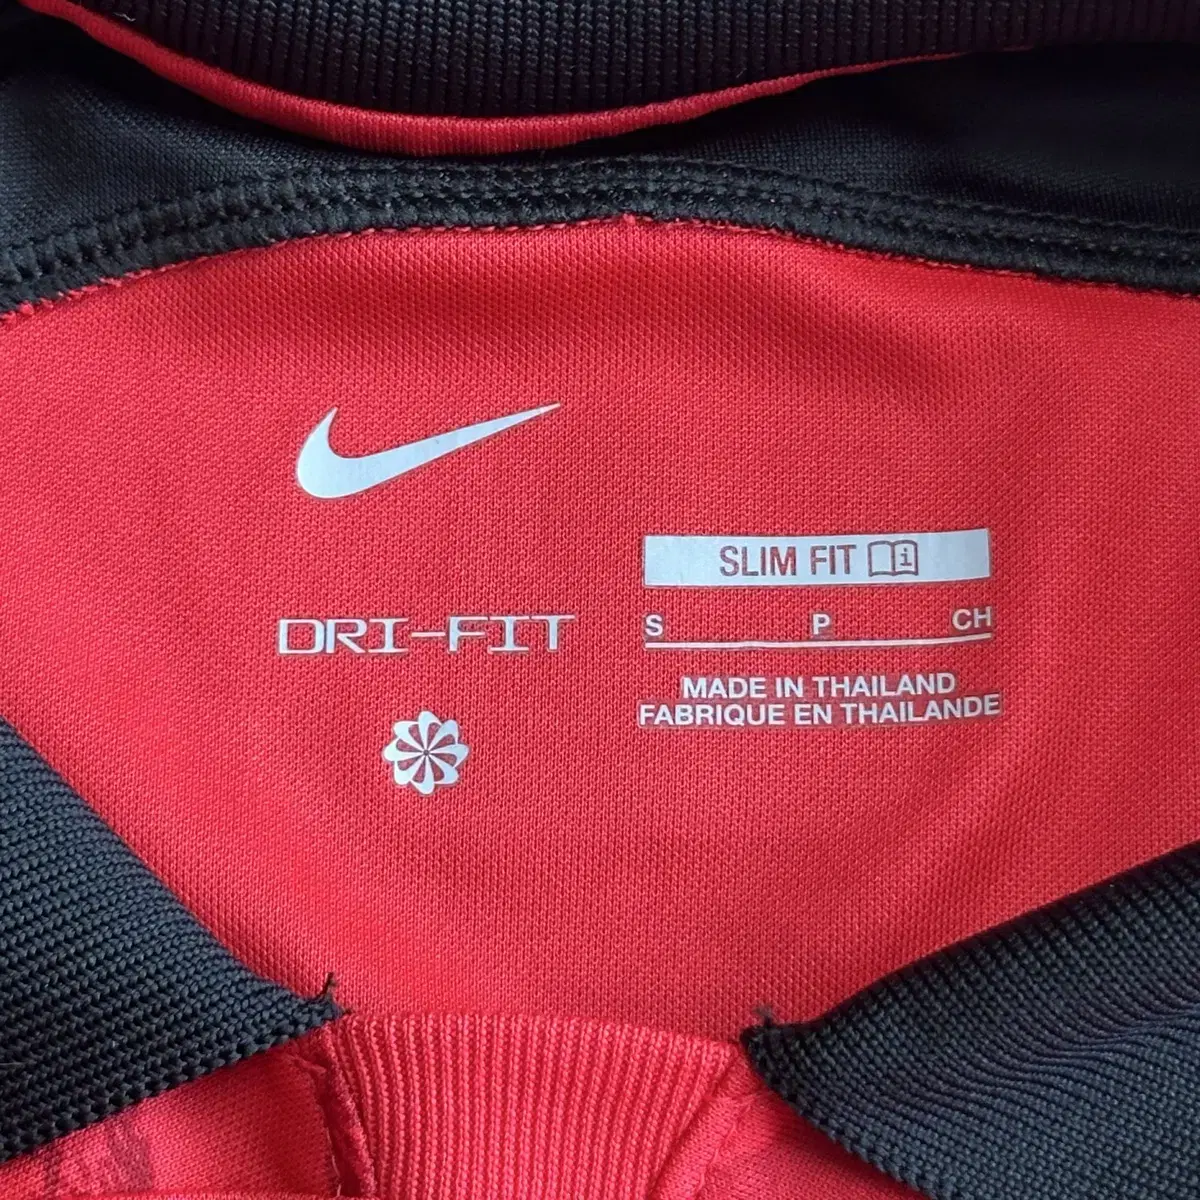 SLIM FIT
DRI-FIT
S P CH
MADE IN THAILAND
FABRIQUE EN THAILANDE